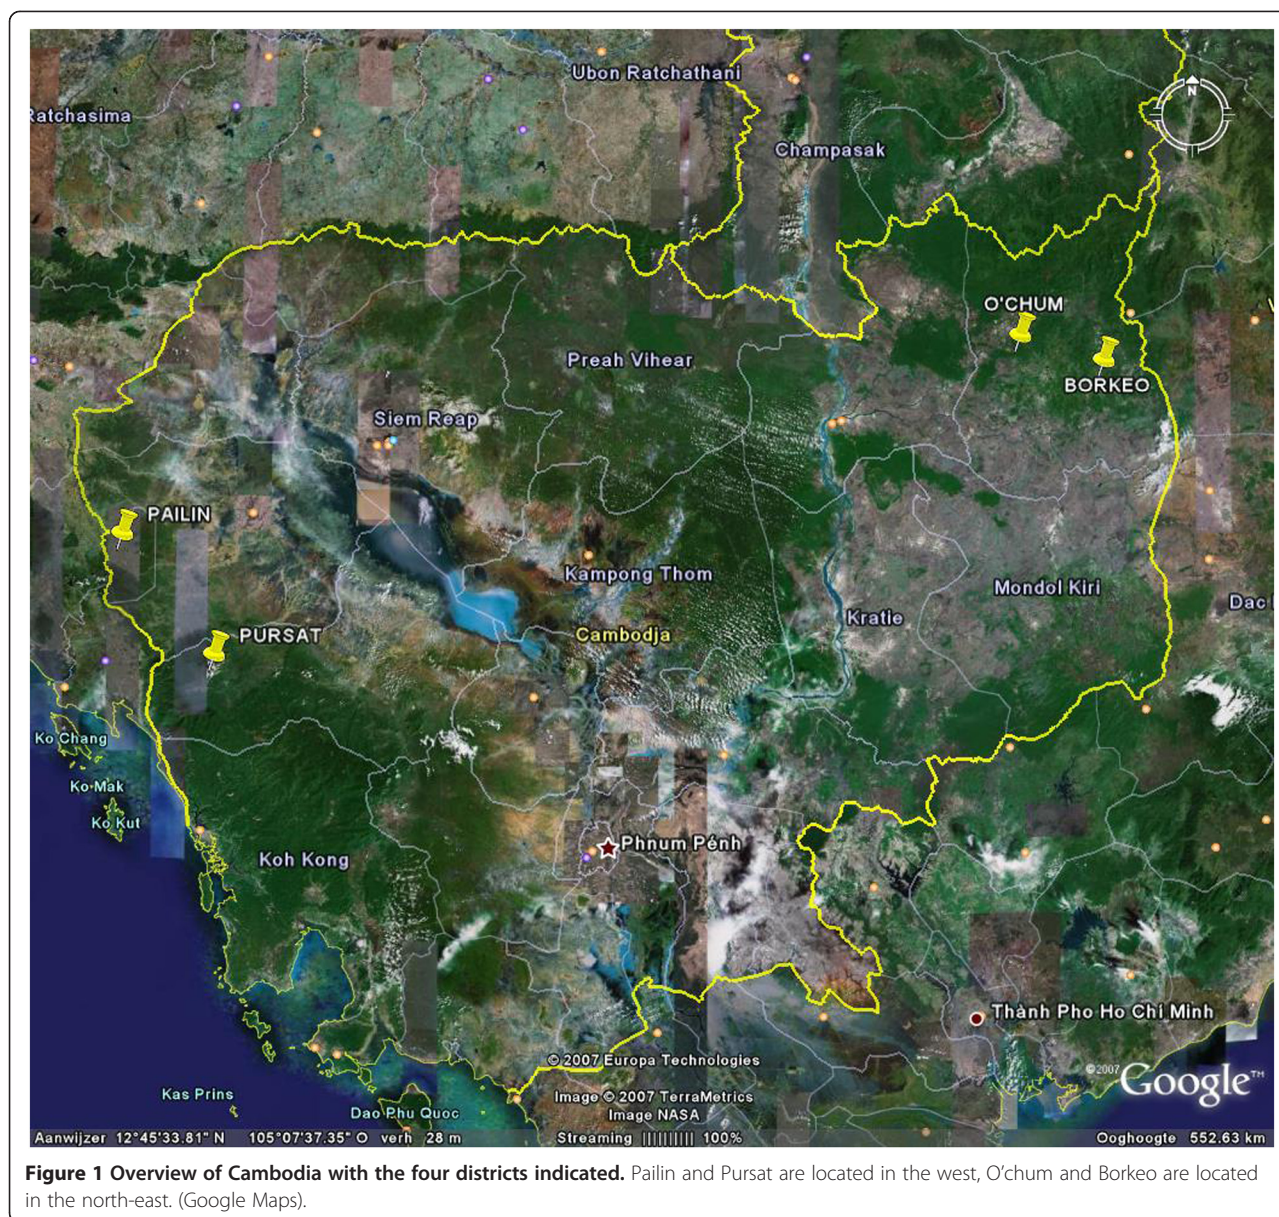 Ubon Ratchathani
Ratchasima
Champasak
O'CHUM
Preah Vihear
BORKEO
Siem Reap
PAILIN
Kampong Thom
Mondol Kiri
Dac
Kratie
PURSAT
Cambodja
Ko Chang
Ko Mak
Ko Kut
Phnum Pénh
Koh Kong
Thành Pho Ho Chí Minh
© 2007 Europa Technologies
©2007 Google™
Kas Prins
Image © 2007 TerraMetrics
Dao Phu Quoc
Image NASA
Aanwijzer 12°45'33.81" N 105°07'37.35" O verh 28 m Streaming |||||||||| 100% Ooghoogte 552.63 km
N
Figure 1 Overview of Cambodia with the four districts indicated. Pailin and Pursat are located in the west, O'chum and Borkeo are located
in the north-east. (Google Maps).